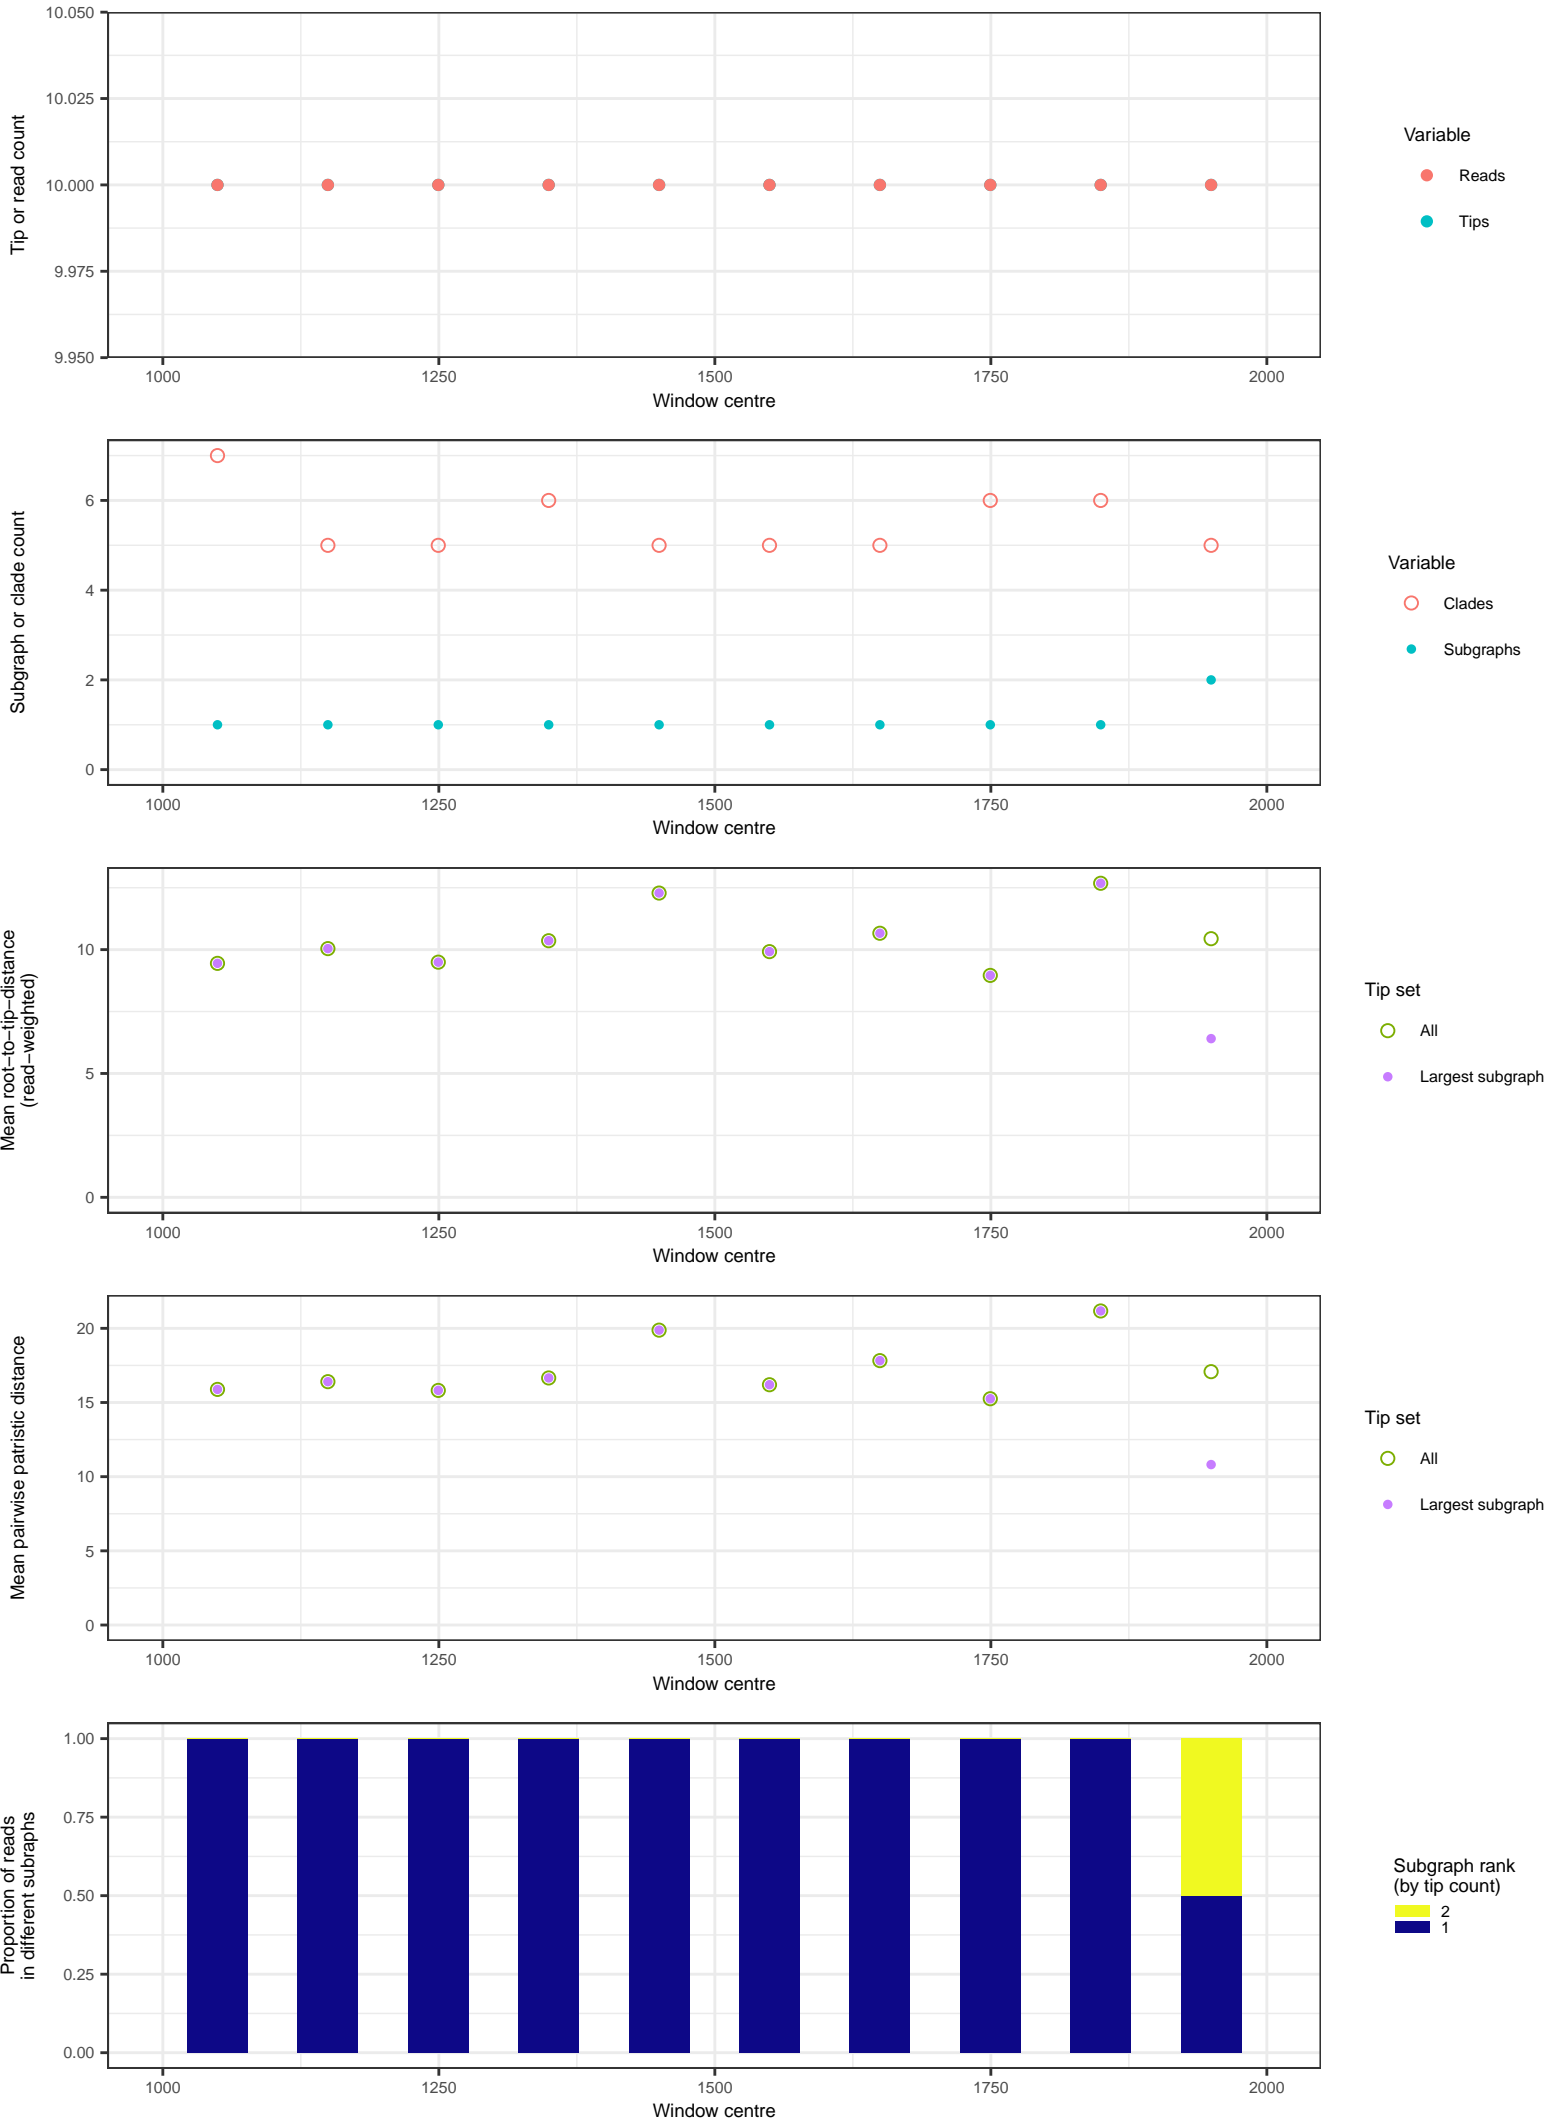 10.050
10.025
10.000
9.975
9.950
Tip or read count
1000 1250 1500 1750 2000
Window centre
Variable
Reads
Tips
6
4
2
0
Subgraph or clade count
1000 1250 1500 1750 2000
Window centre
Variable
Clades
Subgraphs
10
5
0
Mean root−to−tip−distance
(read−weighted)
1000 1250 1500 1750 2000
Window centre
Tip set
All
Largest subgraph
20
15
10
5
0
Mean pairwise patristic distance
1000 1250 1500 1750 2000
Window centre
Tip set
All
Largest subgraph
1.00
0.75
0.50
0.25
0.00
Proportion of reads
in different subraphs
1000 1250 1500 1750 2000
Window centre
Subgraph rank
(by tip count)
2
1